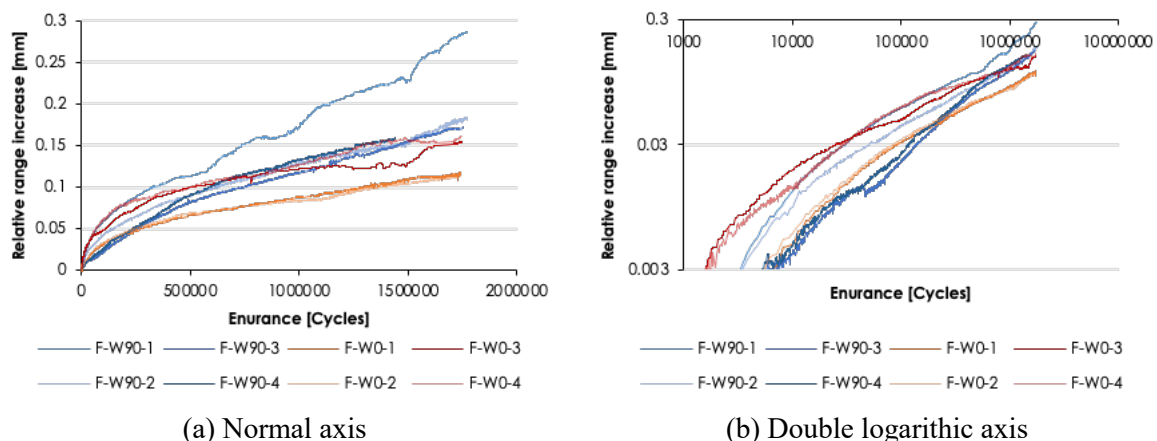 Relative range increase [mm]
0.3
0.25
0.2
0.15
0.1
0.05
0
0 500000 1000000 1500000 2000000
Enurance [Cycles]
F-W90-1 F-W90-3 F-W0-1 F-W0-3
F-W90-2 F-W90-4 F-W0-2 F-W0-4
(a) Normal axis
Relative range increase [mm]
0.3
0.03
0.003
1000 10000 100000 1000000 10000000
Enurance [Cycles]
F-W90-1 F-W90-3 F-W0-1 F-W0-3
F-W90-2 F-W90-4 F-W0-2 F-W0-4
(b) Double logarithic axis